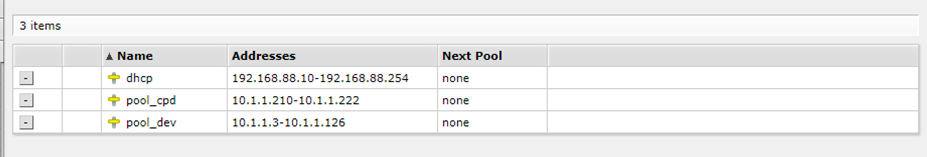 3 items
▲ Name Addresses Next Pool
- dhcp 192.168.88.10-192.168.88.254 none
- pool_cpd 10.1.1.210-10.1.1.222 none
- pool_dev 10.1.1.3-10.1.1.126 none